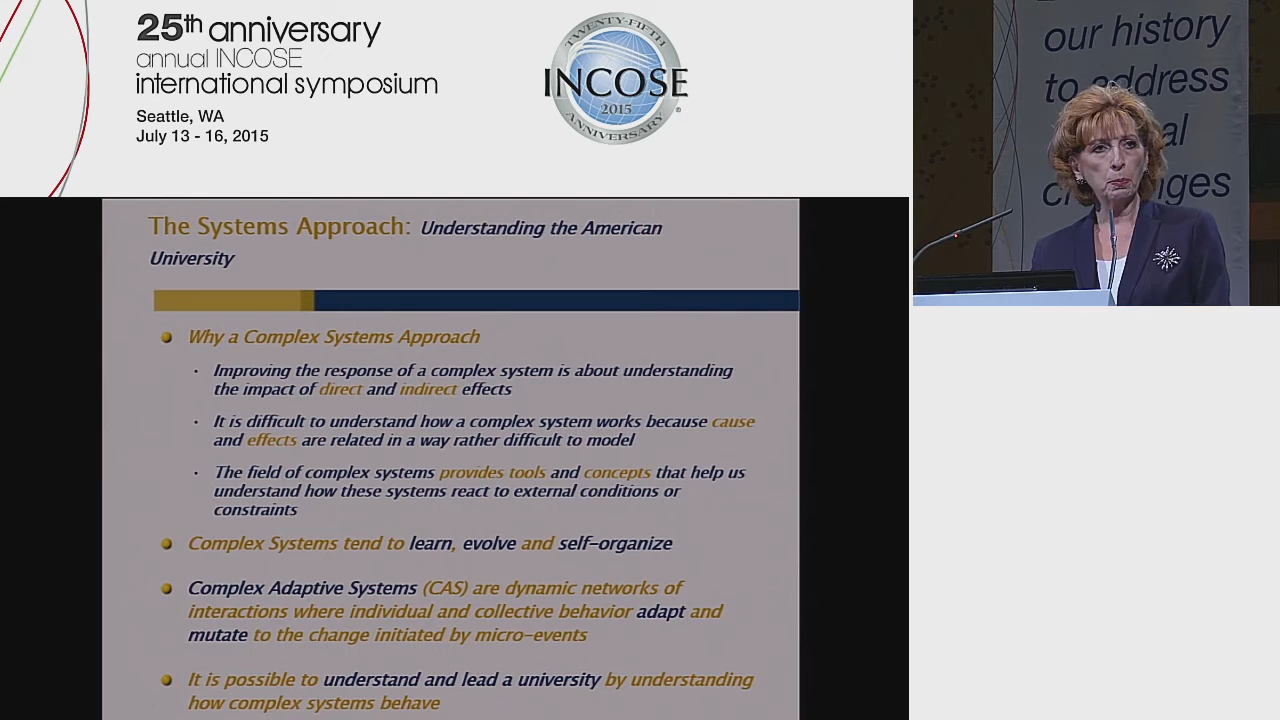 25th anniversary
annual INCOSE
international symposium
Seattle, WA
July 13 - 16, 2015
TWENTY-FIFTH
INCOSE
2015
ANNIVERSARY
our history
to address
al
The Systems Approach: Understanding the American
University
Why a Complex Systems Approach
Improving the response of a complex system is about understanding
the impact of direct and indirect effects
It is difficult to understand how a complex system works because cause
and effects are related in a way rather difficult to model
The field of complex systems provides tools and concepts that help us
understand how these systems react to external conditions or
constraints
Complex Systems tend to learn, evolve and self-organize
Complex Adaptive Systems (CAS) are dynamic networks of
interactions where individual and collective behavior adapt and
mutate to the change initiated by micro-events
It is possible to understand and lead a university by understanding
how complex systems behave